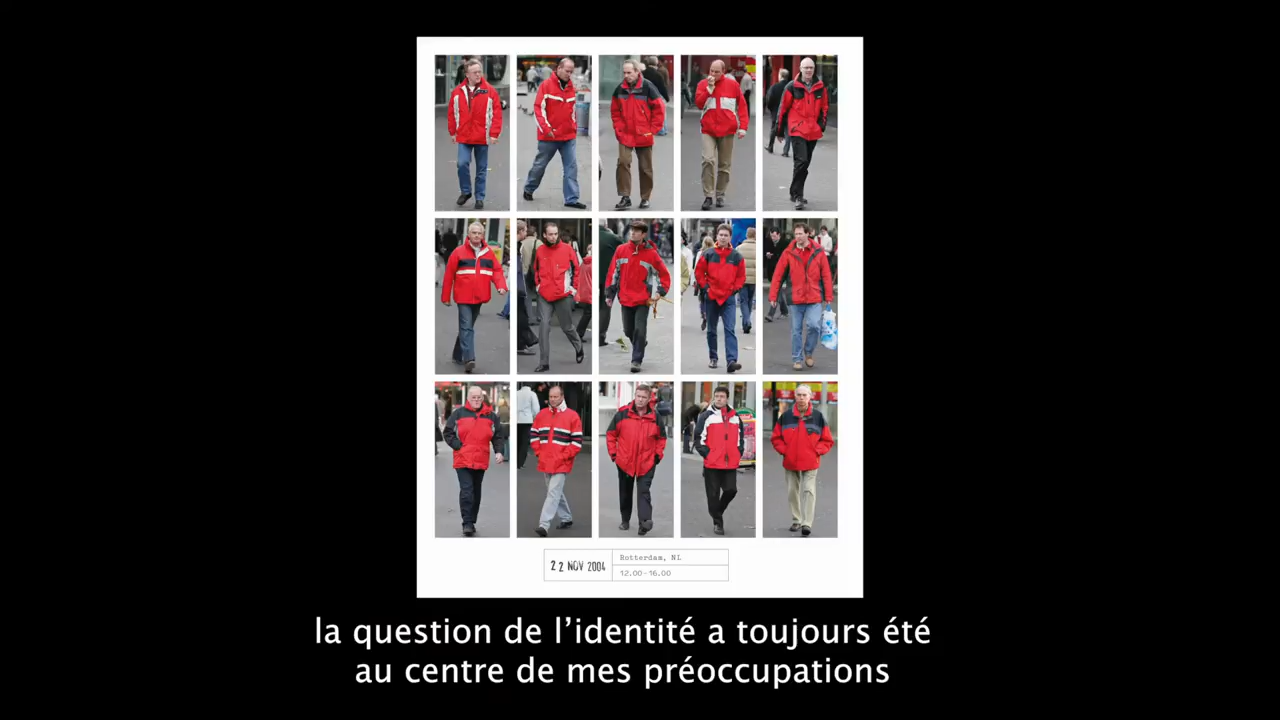 22 NOV 2004
Rotterdam, NL
12.00-16.00
la question de l’identité a toujours été
au centre de mes préoccupations